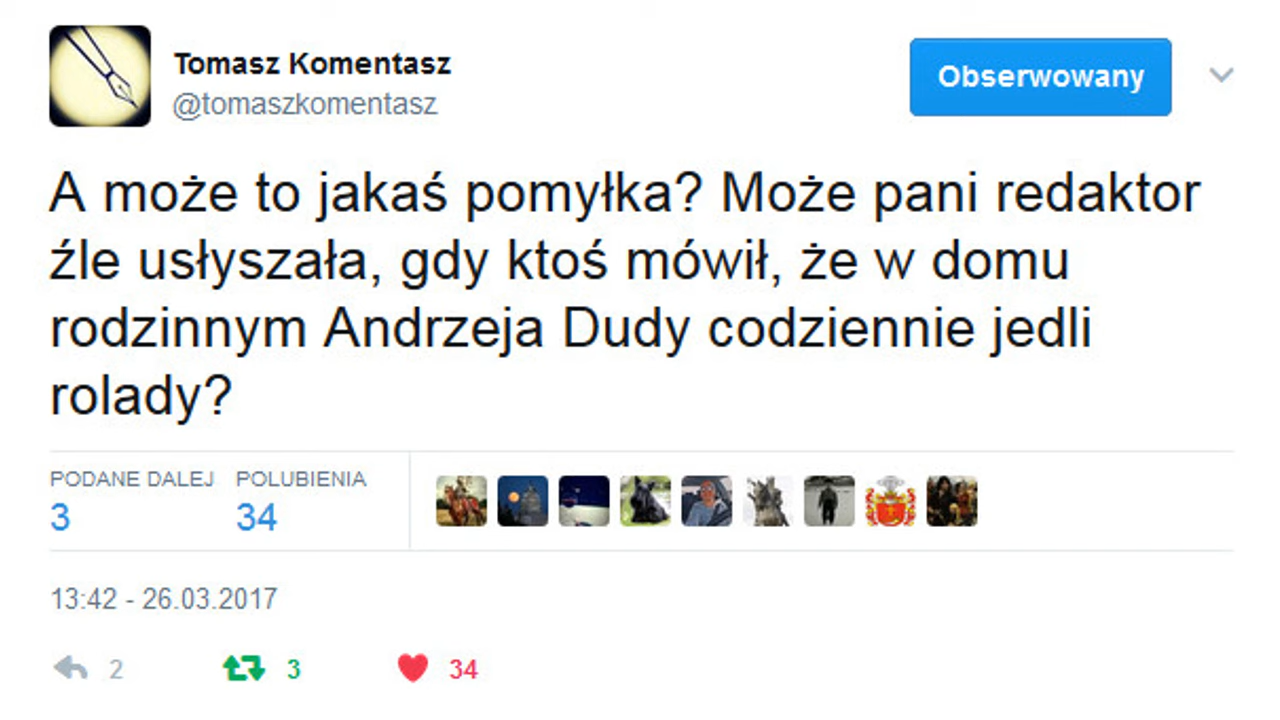 Tomasz Komentasz
@tomaszkomentasz
Obserwowany
A może to jakaś pomyłka? Może pani redaktor
źle usłyszała, gdy ktoś mówił, że w domu
rodzinnym Andrzeja Dudy codziennie jedli
rolady?
PODANE DALEJ POLUBIENIA
3 34
13:42 - 26.03.2017
2 3 34